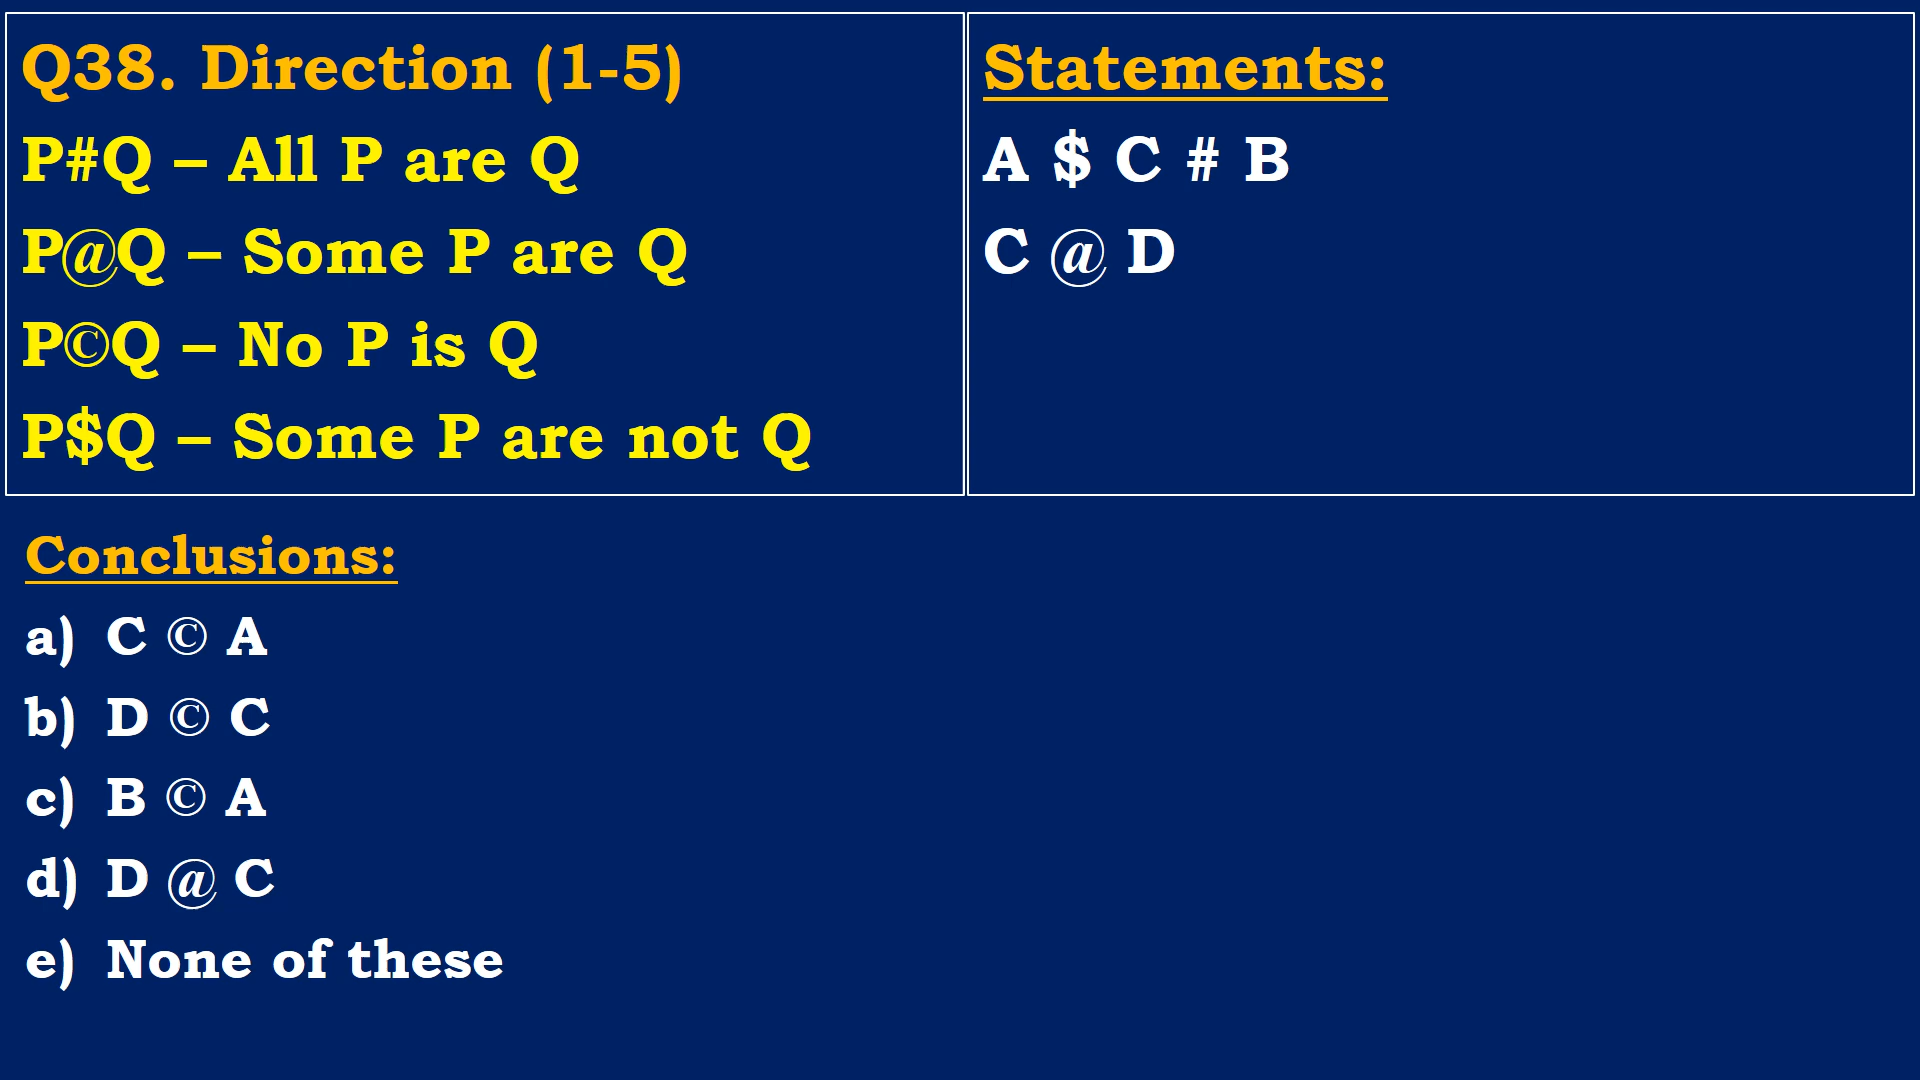 Q38. Direction (1-5)
P#Q – All P are Q
P@Q – Some P are Q
P©Q – No P is Q
P$Q – Some P are not Q
Statements:
A $ C # B
C @ D
Conclusions:
a) C © A
b) D © C
c) B © A
d) D @ C
e) None of these